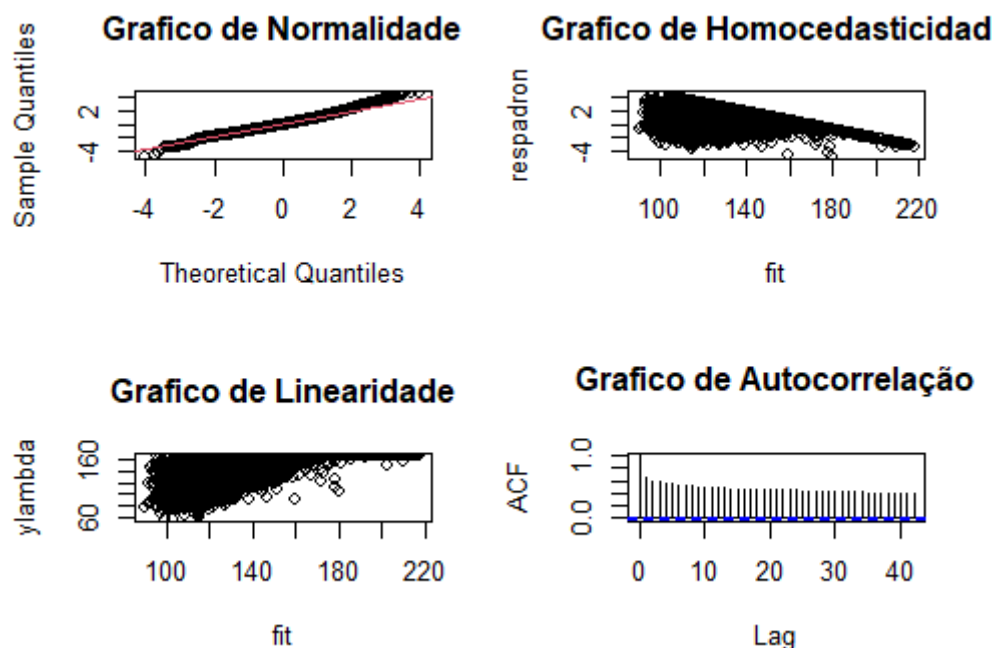 Grafico de Normalidade
Sample Quantiles
2
-4
-4 -2 0 2 4
Theoretical Quantiles
Grafico de Homocedasticidad
respadron
2
-4
100 140 180 220
fit
Grafico de Linearidade
ylambda
160
60
100 140 180 220
fit
Grafico de Autocorrelação
ACF
1.0
0.0
0 10 20 30 40
Lag